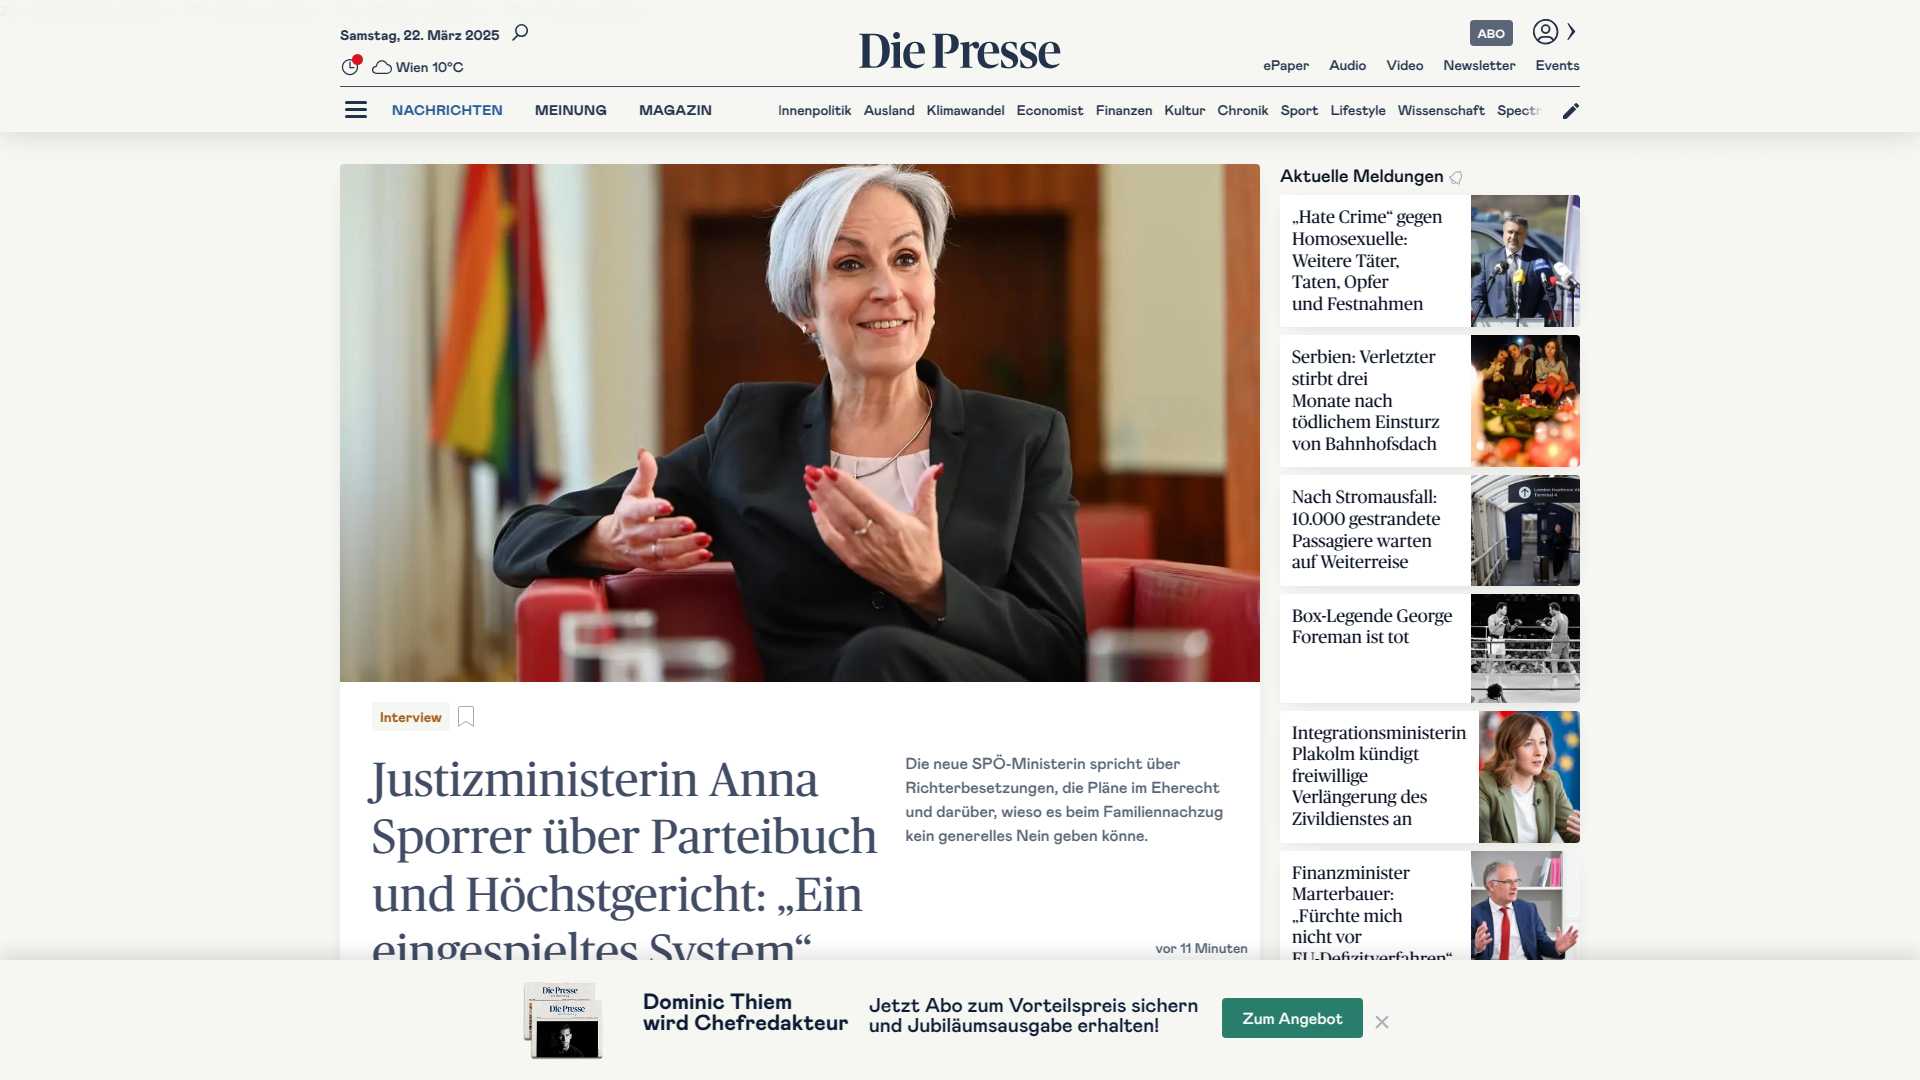 Samstag, 22. März 2025
Die Presse
ABO
Wien 10°C
ePaper Audio Video Newsletter Events
NACHRICHTEN MEINUNG MAGAZIN
Innenpolitik Ausland Klimawandel Economist Finanzen Kultur Chronik Sport Lifestyle Wissenschaft Spectr
Interview
Justizministerin Anna
Sporrer über Parteibuch
und Höchstgericht: „Ein
eingespieltes System“
Die neue SPÖ-Ministerin spricht über
Richterbesetzungen, die Pläne im Eherecht
und darüber, wieso es beim Familiennachzug
kein generelles Nein geben könne.
vor 11 Minuten
Aktuelle Meldungen
„Hate Crime“ gegen
Homosexuelle:
Weitere Täter,
Taten, Opfer
und Festnahmen
Serbien: Verletzter
stirbt drei
Monate nach
tödlichem Einsturz
von Bahnhofsdach
Nach Stromausfall:
10.000 gestrandete
Passagiere warten
auf Weiterreise
Box-Legende George
Foreman ist tot
Integrationsministerin
Plakolm kündigt
freiwillige
Verlängerung des
Zivildienstes an
Finanzminister
Marterbauer:
„Fürchte mich
nicht vor
EU-Defizitverfahren“
Die Presse
Die Presse
Dominic Thiem
wird Chefredakteur
Jetzt Abo zum Vorteilspreis sichern
und Jubiläumsausgabe erhalten!
Zum Angebot